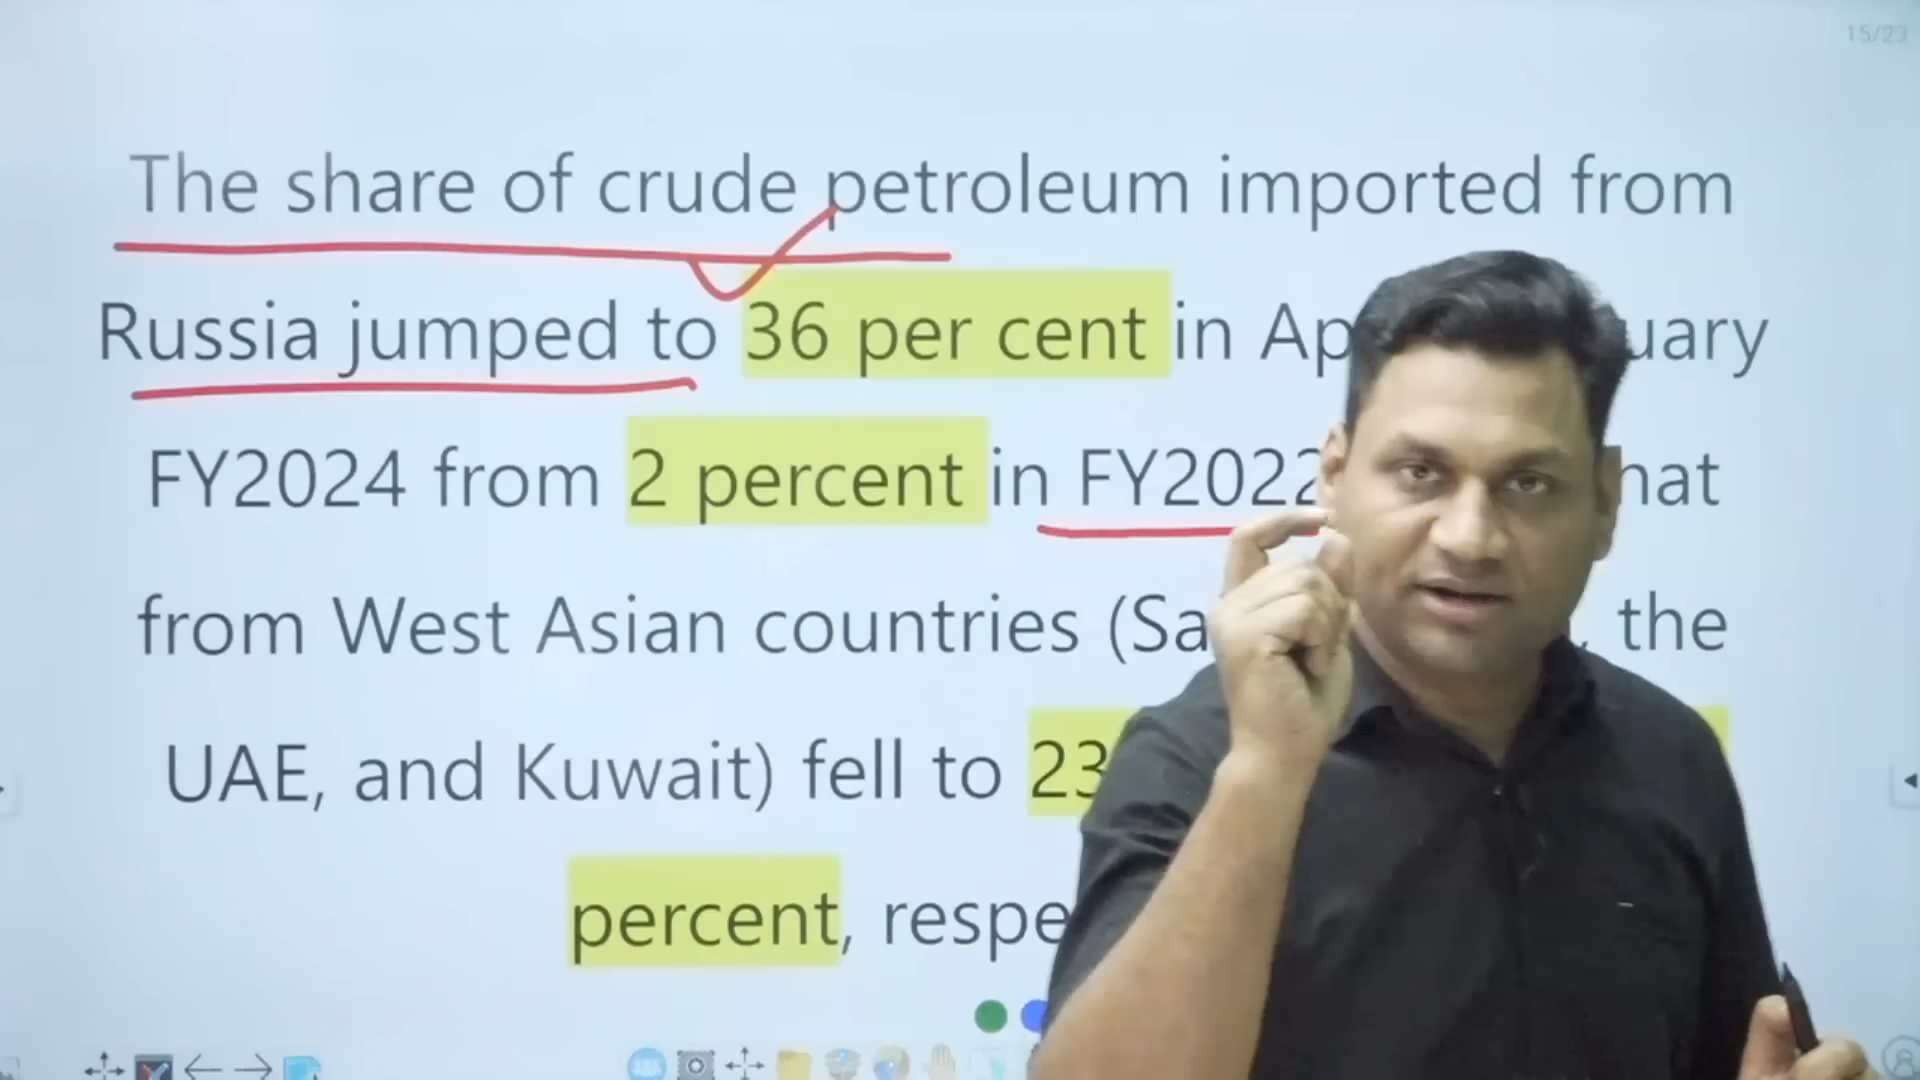 15/23
The share of crude petroleum imported from
Russia jumped to 36 per cent in Ap uary
FY2024 from 2 percent in FY2022 hat
from West Asian countries (Sa , the
UAE, and Kuwait) fell to 23
percent, respe